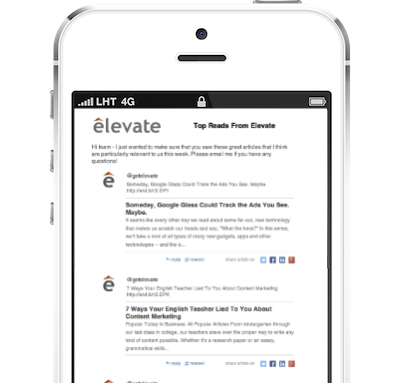 LHT 4G
êlevate
Top Reads From Elevate
Hi team - I just wanted to make sure that you saw these great articles that I think
are particularly relevant to us this week. Please email me if you have any
questions!
@getelevate
Someday, Google Glass Could Track the Ads You See. Maybe.
Someday, Google Glass Could Track the Ads You See.
Maybe.
It seems like every other day we read about some far-out, new technology
that makes us scratch our heads and say, "What the heck?" In this series,
we'll take a look at all types of crazy new gadgets, apps and other
technologies -- and the s...
reply retweet share article on
@getelevate
7 Ways Your English Teacher Lied To You About Content Marketing
7 Ways Your English Teacher Lied To You About
Content Marketing
Popular Today in Business: All Popular Articles From kindergarten through
our last class in college, our teachers slave over the proper way to write any
kind of content possible. Whether it's a research paper or an essay,
grammatical skills...
reply retweet share article on
@getelevate